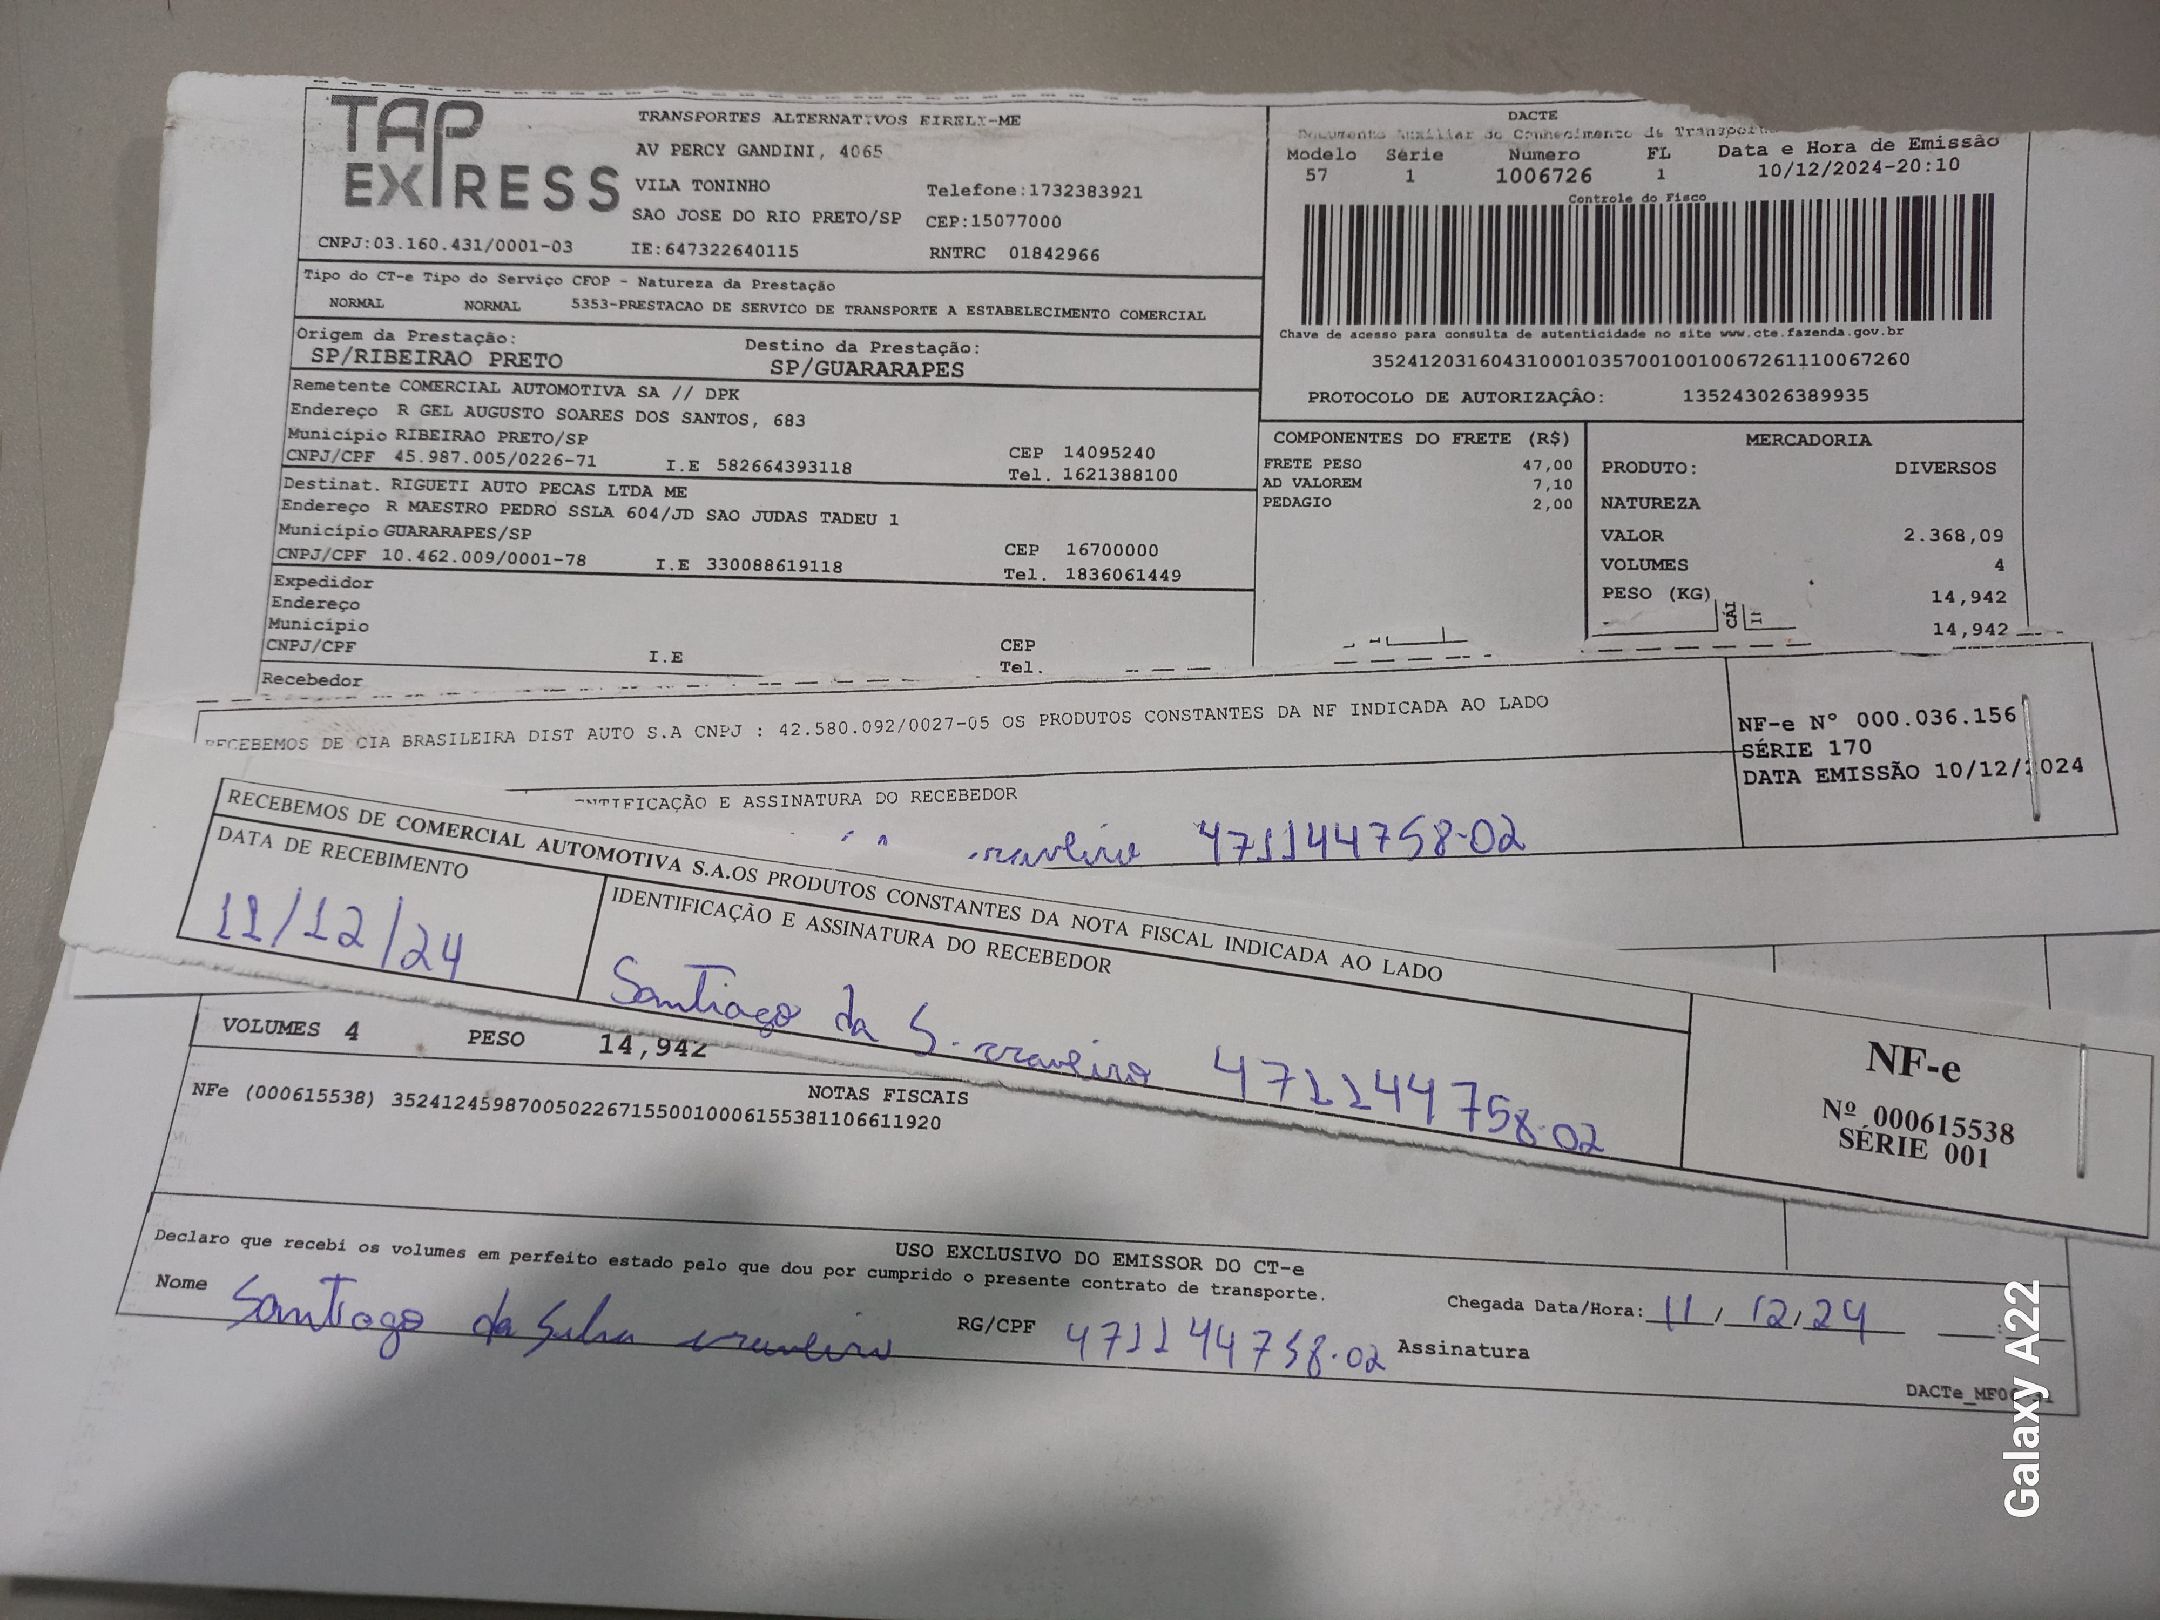 TAP EXPRESS
TRANSPORTES ALTERNATIVOS EIRELI-ME
AV PERCY GANDINI, 4065
VILA TONINHO
Telefone:1732383921
SAO JOSE DO RIO PRETO/SP CEP:15077000
CNPJ:03.160.431/0001-03 IE:647322640115 RNTRC 01842966
Tipo do CT-e Tipo do Serviço CFOP - Natureza da Prestação
NORMAL NORMAL 5353-PRESTACAO DE SERVICO DE TRANSPORTE A ESTABELECIMENTO COMERCIAL
Origem da Prestação: Destino da Prestação:
SP/RIBEIRAO PRETO SP/GUARARAPES
Remetente COMERCIAL AUTOMOTIVA SA // DPK
Endereço R GEL AUGUSTO SOARES DOS SANTOS, 683
Município RIBEIRAO PRETO/SP CEP 14095240
CNPJ/CPF 45.987.005/0226-71 I.E 582664393118 Tel. 1621388100
Destinat. RIGUETI AUTO PECAS LTDA ME
Endereço R MAESTRO PEDRO SSLA 604/JD SAO JUDAS TADEU 1
Município GUARARAPES/SP CEP 16700000
CNPJ/CPF 10.462.009/0001-78 I.E 330088619118 Tel. 1836061449
Expedidor
Endereço
Município CEP
CNPJ/CPF I.E Tel.
Recebedor
DACTE
Documento Auxiliar do Conhecimento de
Modelo Série Numero FL Data e Hora de Emissão
57 1 1006726 1 10/12/2024-20:10
Controle do Fisco
Chave de acesso para consulta de autenticidade no site www.cte.fazenda.gov.br
35241203160431000103570010010067261110067260
PROTOCOLO DE AUTORIZAÇÃO: 135243026389935
COMPONENTES DO FRETE (R$)
FRETE PESO 47,00
AD VALOREM 7,10
PEDAGIO 2,00
MERCADORIA
PRODUTO: DIVERSOS
NATUREZA
VALOR 2.368,09
VOLUMES 4
PESO (KG) 14,942
14,942
RECEBEMOS DE CIA BRASILEIRA DIST AUTO S.A CNPJ : 42.580.092/0027-05 OS PRODUTOS CONSTANTES DA NF INDICADA AO LADO
NTIFICAÇÃO E ASSINATURA DO RECEBEDOR
471144758-02
NF-e Nº 000.036.156
SÉRIE 170
DATA EMISSÃO 10/12/2024
RECEBEMOS DE COMERCIAL AUTOMOTIVA S.A.OS PRODUTOS CONSTANTES DA NOTA FISCAL INDICADA AO LADO
DATA DE RECEBIMENTO
11/12/24
IDENTIFICAÇÃO E ASSINATURA DO RECEBEDOR
Santiago da S. 471144758-02
NF-e
Nº 000615538
SÉRIE 001
VOLUMES 4 PESO 14,942
NOTAS FISCAIS
NFe (000615538) 35241245987005022671550010006155381106611920
USO EXCLUSIVO DO EMISSOR DO CT-e
Declaro que recebi os volumes em perfeito estado pelo que dou por cumprido o presente contrato de transporte.
Nome Santiago da Silva RG/CPF 471144758-02 Assinatura
Chegada Data/Hora: 11/12/24 :
Galaxy A22